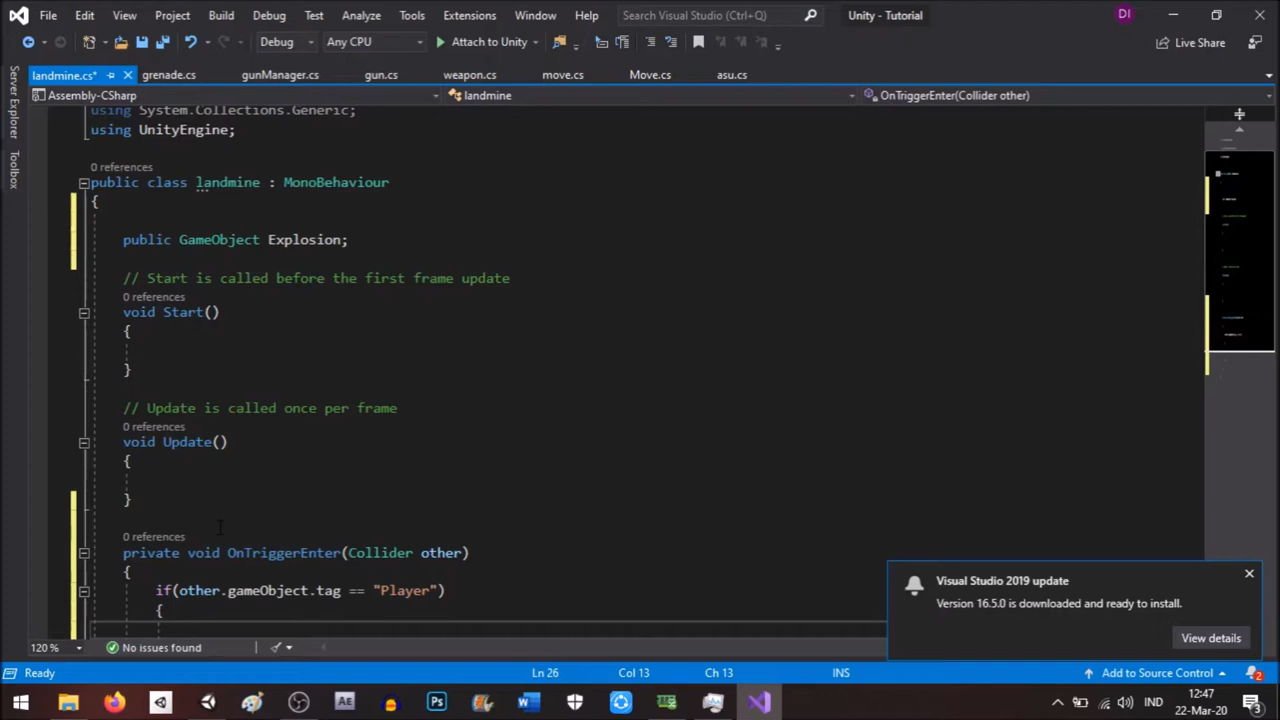 File Edit View Project Build Debug Test Analyze Tools Extensions Window Help Search Visual Studio (Ctrl+Q) Unity - Tutorial DI
Debug Any CPU Attach to Unity Live Share
landmine.cs* grenade.cs gunManager.cs gun.cs weapon.cs move.cs Move.cs asu.cs
Assembly-CSharp landmine OnTriggerEnter(Collider other)
Server Explorer
Toolbox
using System.Collections.Generic;
using UnityEngine;
0 references
public class landmine : MonoBehaviour
{
public GameObject Explosion;
// Start is called before the first frame update
0 references
void Start()
{
}
// Update is called once per frame
0 references
void Update()
{
}
0 references
private void OnTriggerEnter(Collider other)
{
if(other.gameObject.tag == "Player")
{
Visual Studio 2019 update
Version 16.5.0 is downloaded and ready to install.
View details
120 % No issues found
Ready Ln 26 Col 13 Ch 13 INS Add to Source Control 2
Ae Ps W IND 12:47
22-Mar-20 3